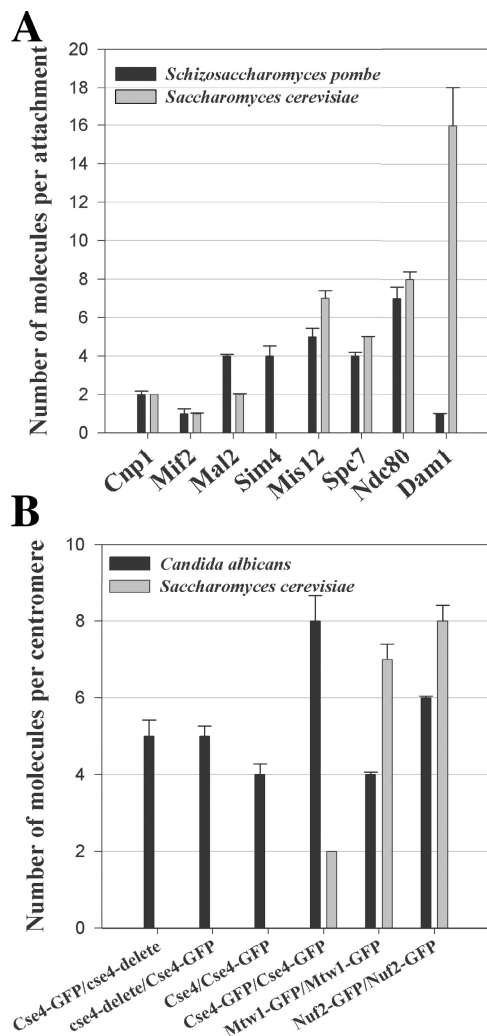 A
Number of molecules per attachment
20
18
16
14
12
10
8
6
4
2
0
Schizosaccharomyces pombe
Saccharomyces cerevisiae
Cnp1
Mif2
Mal2
Sim4
Mis12
Spc7
Ndc80
Dam1
B
Number of molecules per centromere
10
8
6
4
2
0
Candida albicans
Saccharomyces cerevisiae
Cse4-GFP/cse4-delete
cse4-delete/Cse4-GFP
Cse4/Cse4-GFP
Cse4-GFP/Cse4-GFP
Mtw1-GFP/Mtw1-GFP
Nuf2-GFP/Nuf2-GFP